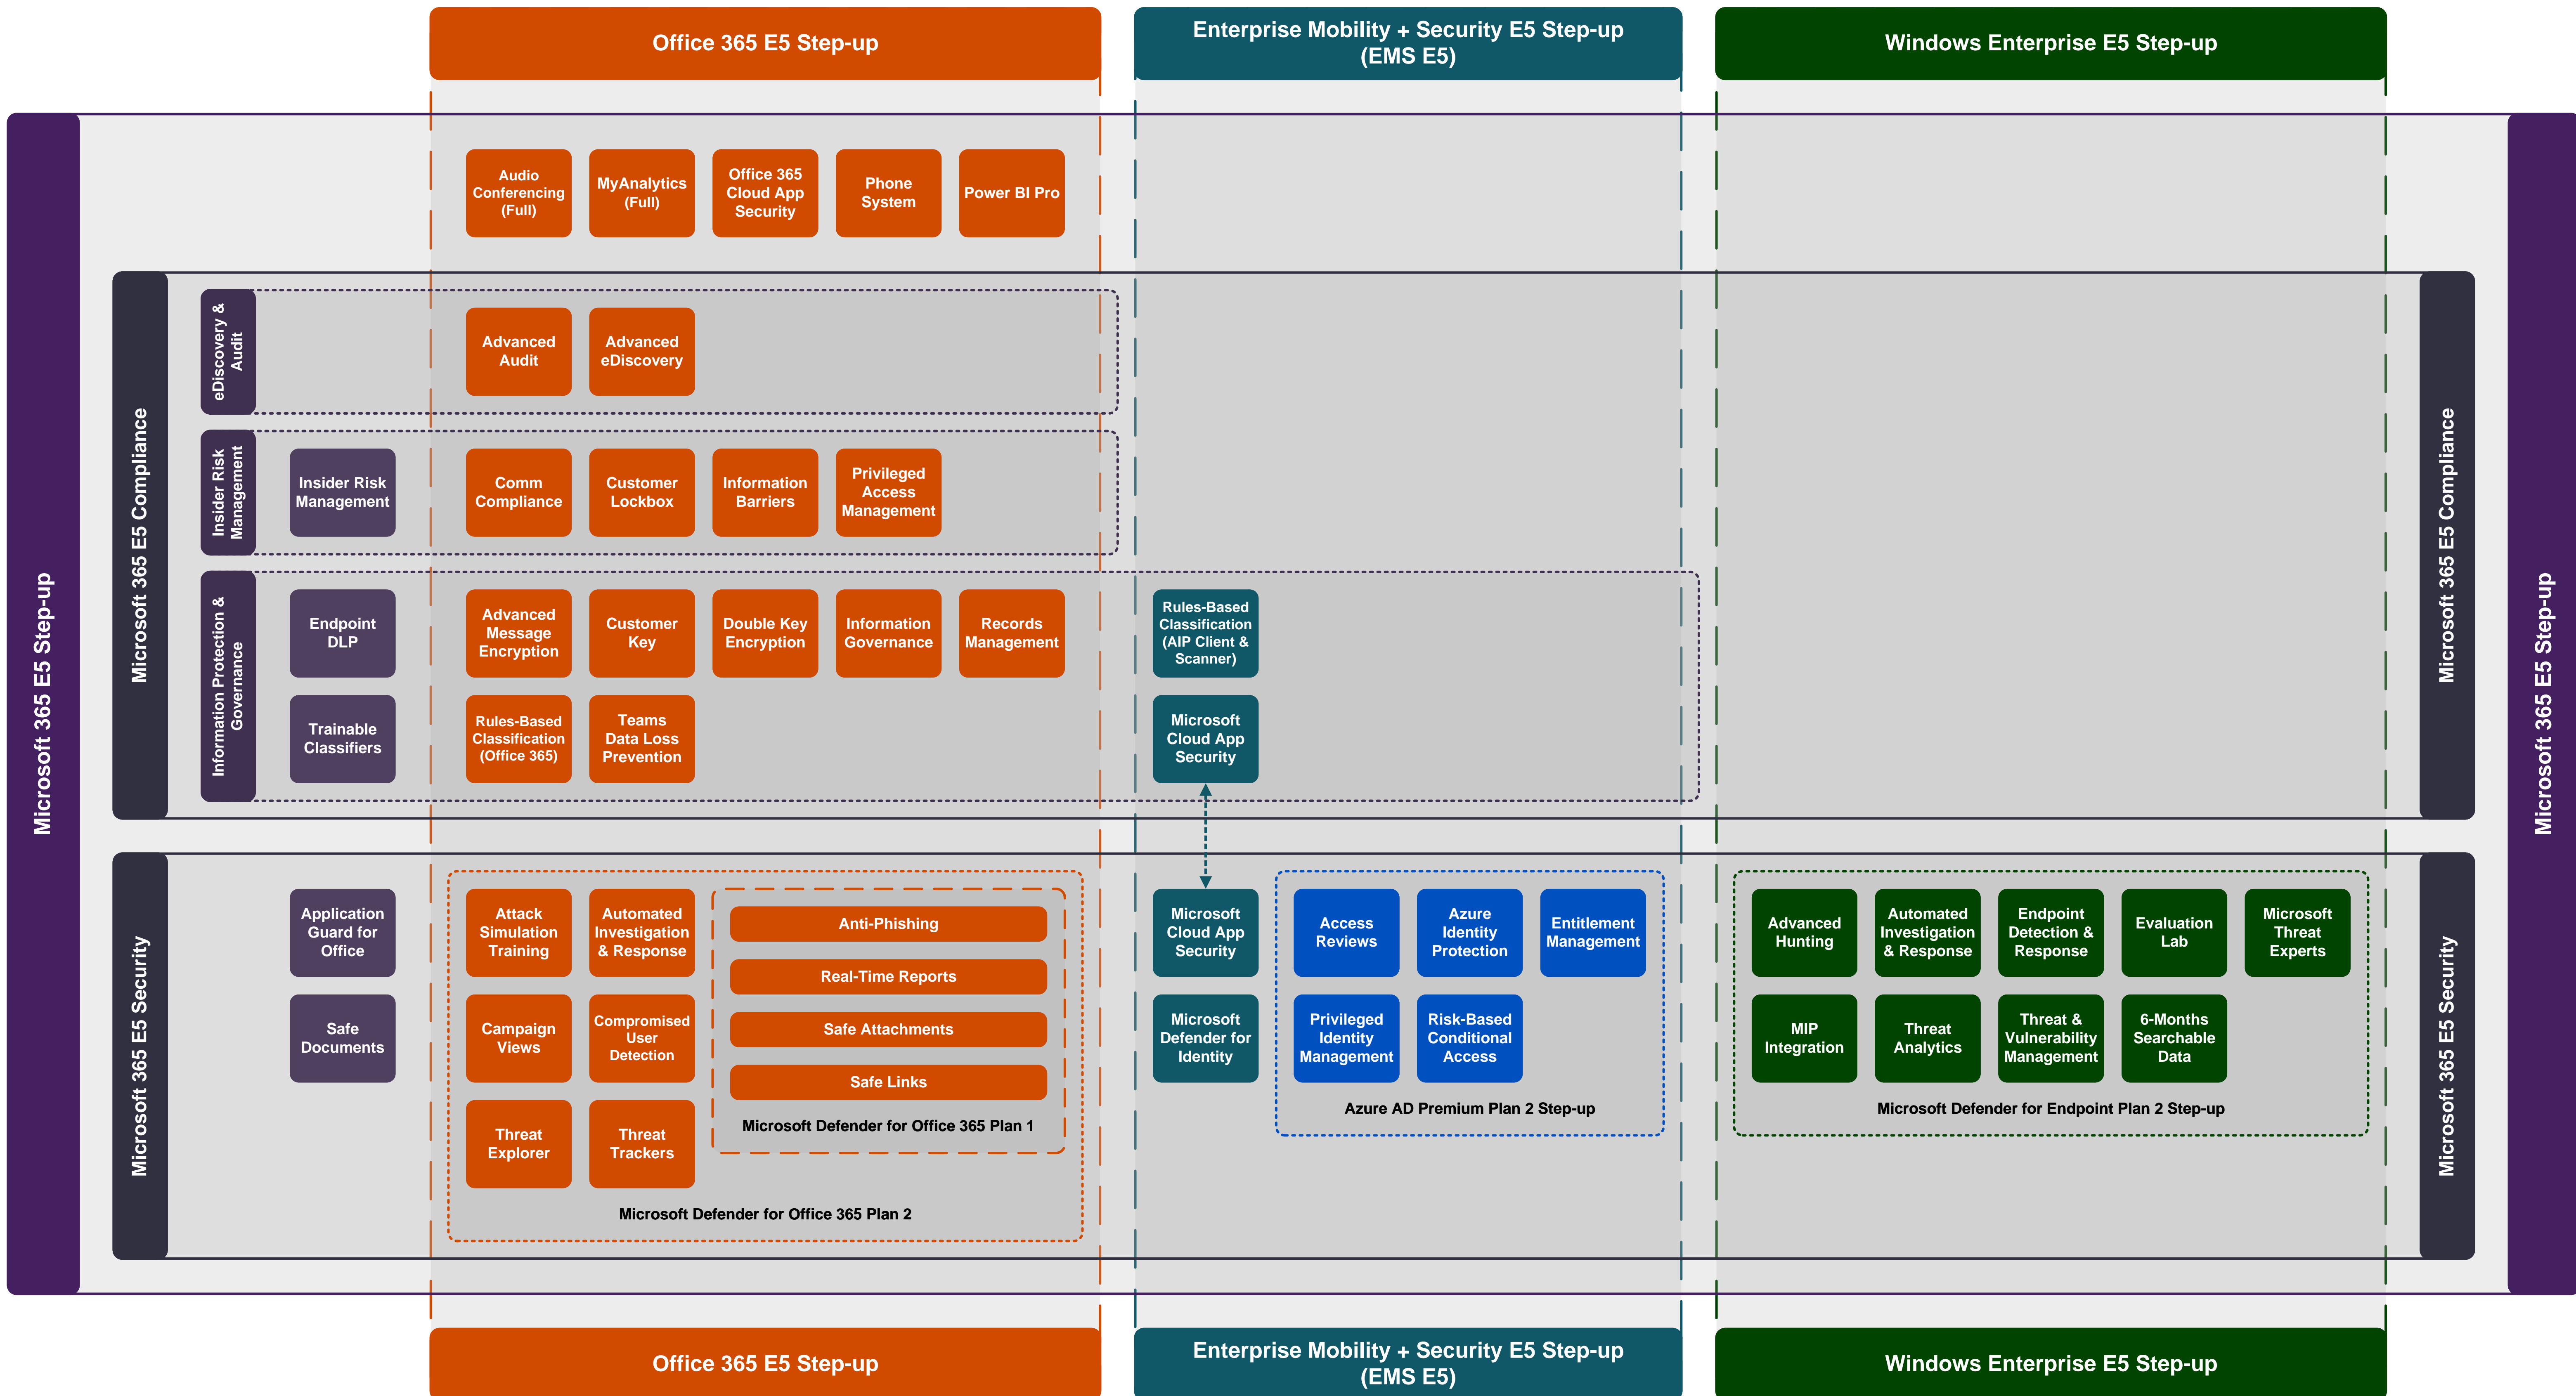 Office 365 E5 Step-up
Enterprise Mobility + Security E5 Step-up
(EMS E5)
Windows Enterprise E5 Step-up
Microsoft 365 E5 Step-up
Microsoft 365 E5 Step-up
Audio
Conferencing
(Full)
MyAnalytics
(Full)
Office 365
Cloud App
Security
Phone
System
Power BI Pro
Microsoft 365 E5 Compliance
Microsoft 365 E5 Compliance
eDiscovery &
Audit
Advanced
Audit
Advanced
eDiscovery
Insider Risk
Management
Insider Risk
Management
Comm
Compliance
Customer
Lockbox
Information
Barriers
Privileged
Access
Management
Information Protection &
Governance
Endpoint
DLP
Advanced
Message
Encryption
Customer
Key
Double Key
Encryption
Information
Governance
Records
Management
Rules-Based
Classification
(AIP Client &
Scanner)
Trainable
Classifiers
Rules-Based
Classification
(Office 365)
Teams
Data Loss
Prevention
Microsoft
Cloud App
Security
Microsoft 365 E5 Security
Microsoft 365 E5 Security
Application
Guard for
Office
Safe
Documents
Attack
Simulation
Training
Automated
Investigation
& Response
Campaign
Views
Compromised
User
Detection
Threat
Explorer
Threat
Trackers
Anti-Phishing
Real-Time Reports
Safe Attachments
Safe Links
Microsoft Defender for Office 365 Plan 1
Microsoft Defender for Office 365 Plan 2
Microsoft
Cloud App
Security
Microsoft
Defender for
Identity
Access
Reviews
Azure
Identity
Protection
Entitlement
Management
Privileged
Identity
Management
Risk-Based
Conditional
Access
Azure AD Premium Plan 2 Step-up
Advanced
Hunting
Automated
Investigation
& Response
Endpoint
Detection &
Response
Evaluation
Lab
Microsoft
Threat
Experts
MIP
Integration
Threat
Analytics
Threat &
Vulnerability
Management
6-Months
Searchable
Data
Microsoft Defender for Endpoint Plan 2 Step-up
Office 365 E5 Step-up
Enterprise Mobility + Security E5 Step-up
(EMS E5)
Windows Enterprise E5 Step-up